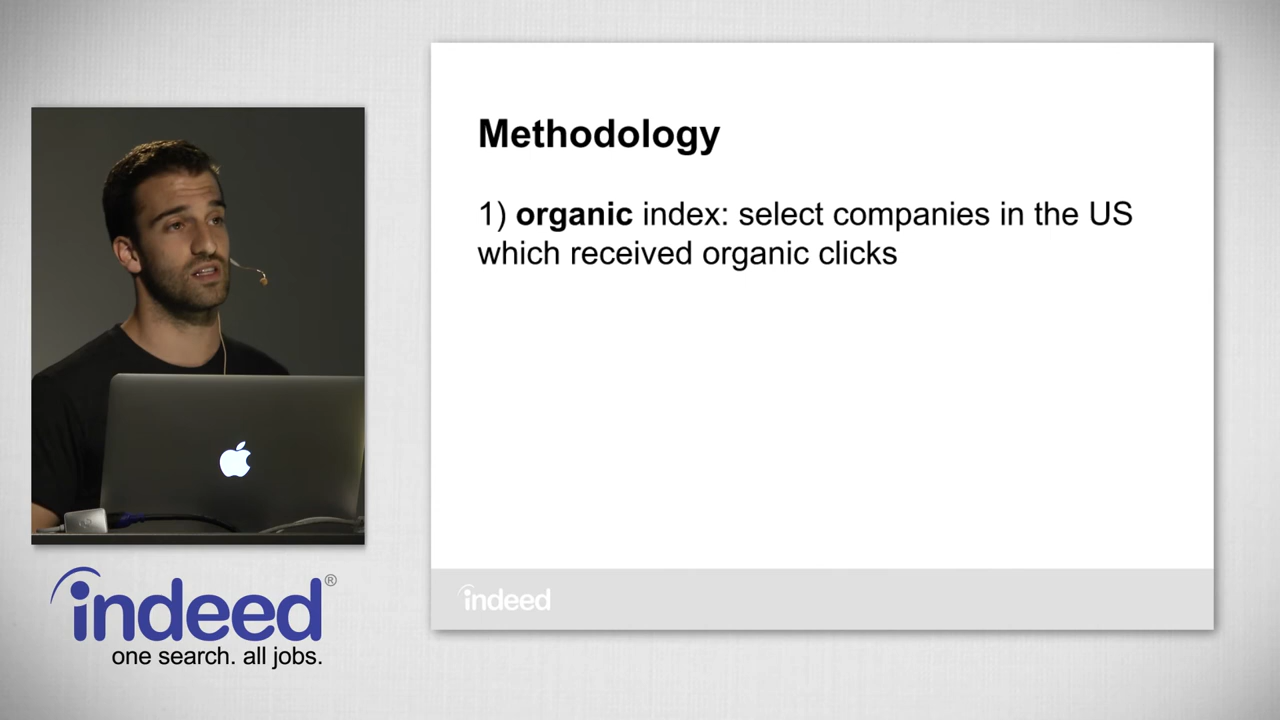 Methodology
1) organic index: select companies in the US
which received organic clicks
indeed
indeed®
one search. all jobs.